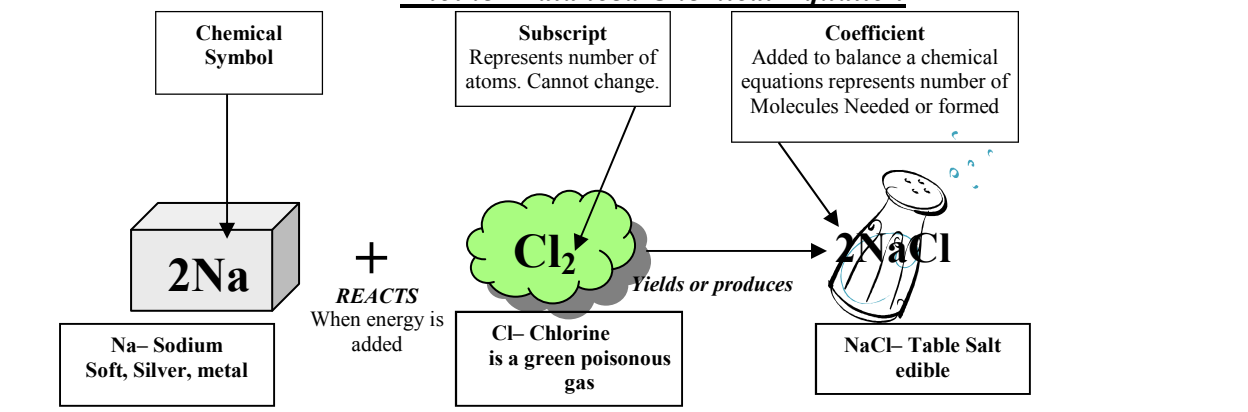 Chemical
Symbol
Subscript
Represents number of
atoms. Cannot change.
Coefficient
Added to balance a chemical
equations represents number of
Molecules Needed or formed
2Na
+
REACTS
When energy is
added
Cl₂
Yields or produces
2NaCl
Na– Sodium
Soft, Silver, metal
Cl– Chlorine
is a green poisonous
gas
NaCl– Table Salt
edible